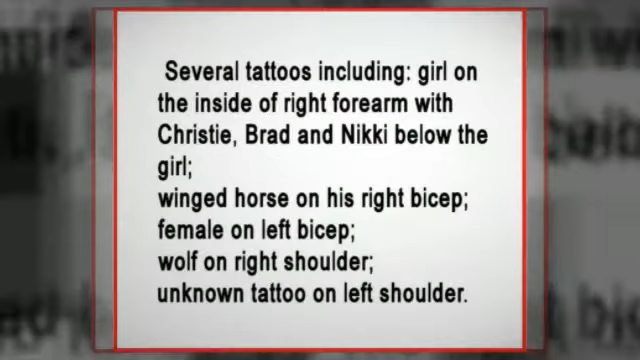 Several tattoos including: girl on
the inside of right forearm with
Christie, Brad and Nikki below the
girl;
winged horse on his right bicep;
female on left bicep;
wolf on right shoulder;
unknown tattoo on left shoulder.